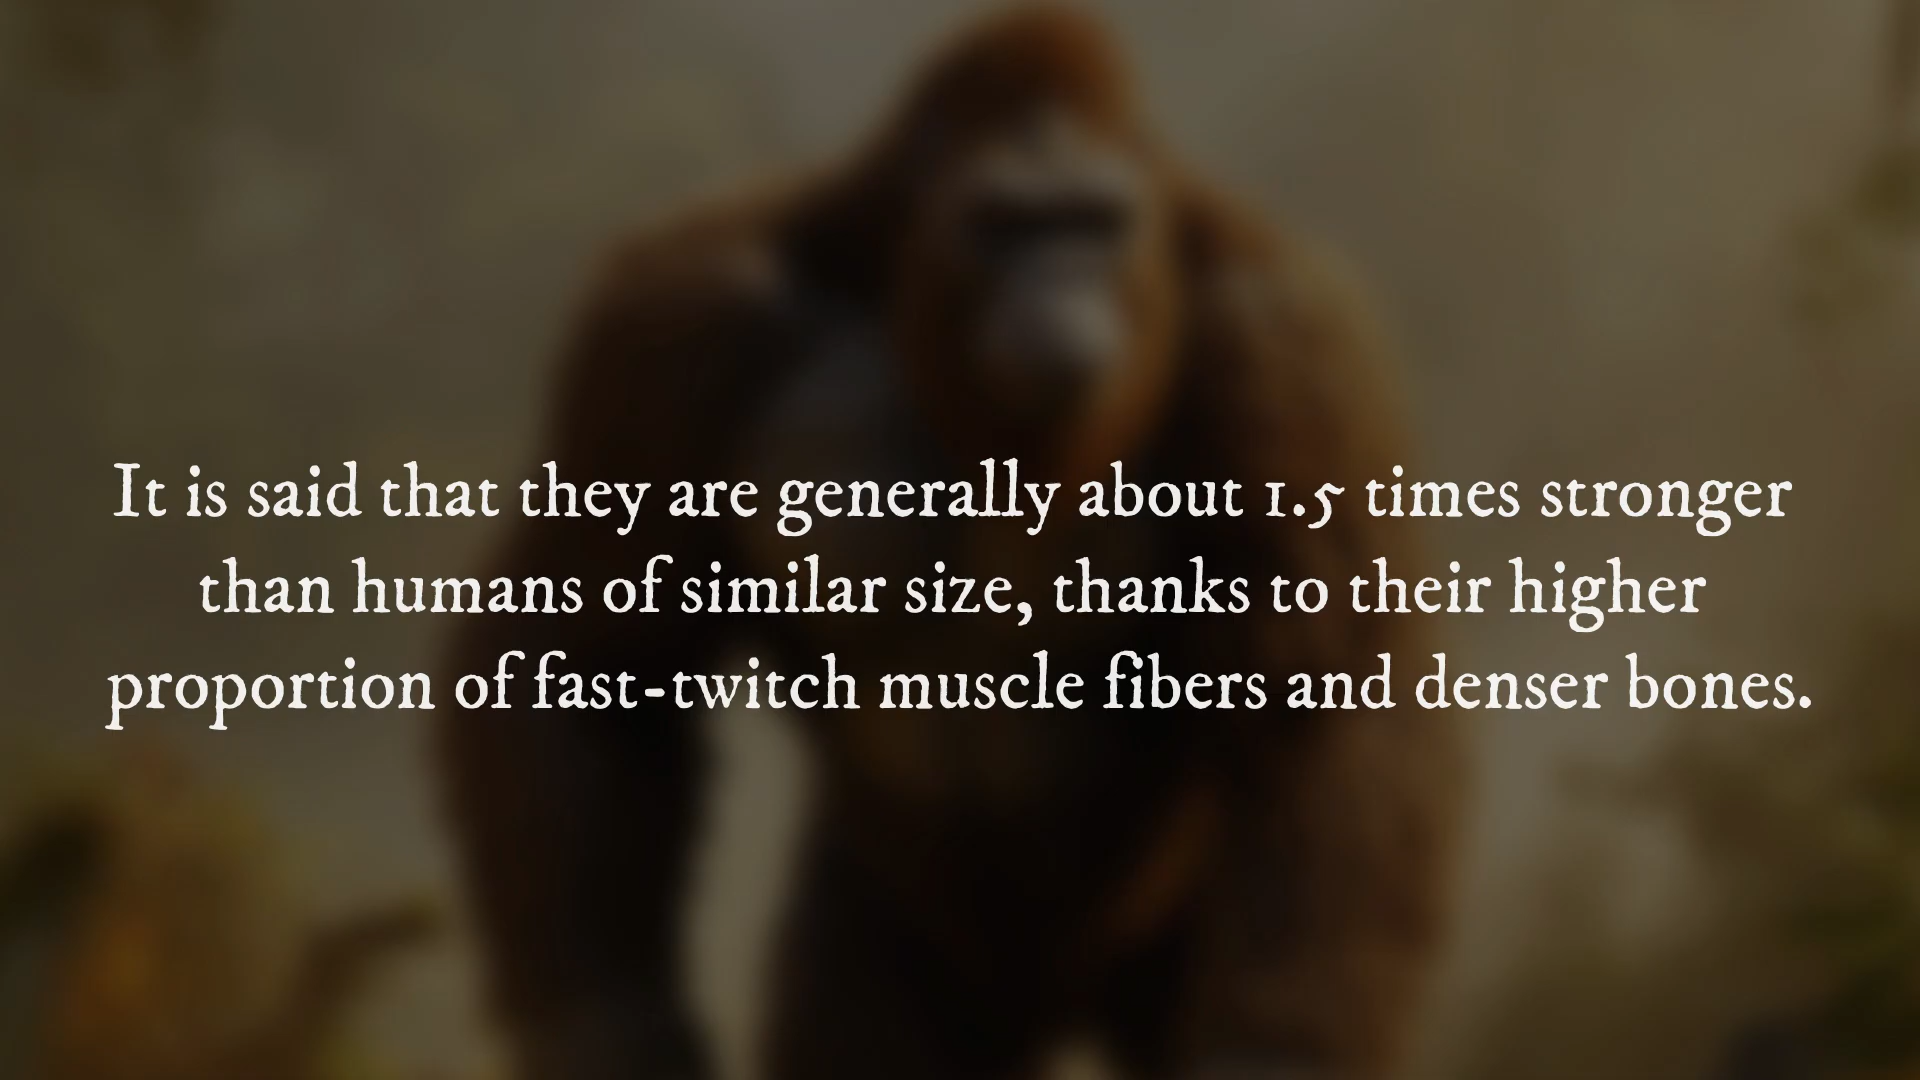 It is said that they are generally about 1.5 times stronger
than humans of similar size, thanks to their higher
proportion of fast-twitch muscle fibers and denser bones.